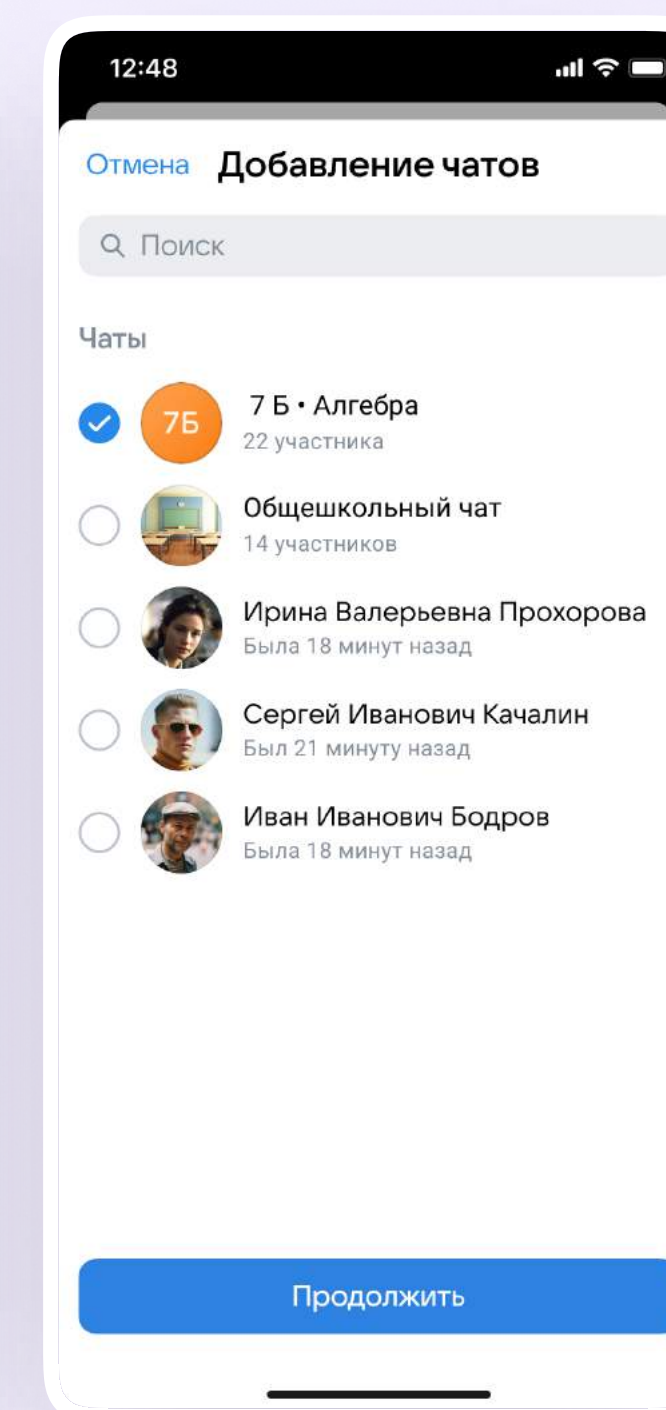 12:48
Отмена Добавление чатов
Поиск
Чаты
7Б
7 Б • Алгебра
22 участника
Общешкольный чат
14 участников
Ирина Валерьевна Прохорова
Была 18 минут назад
Сергей Иванович Качалин
Был 21 минуту назад
Иван Иванович Бодров
Была 18 минут назад
Продолжить